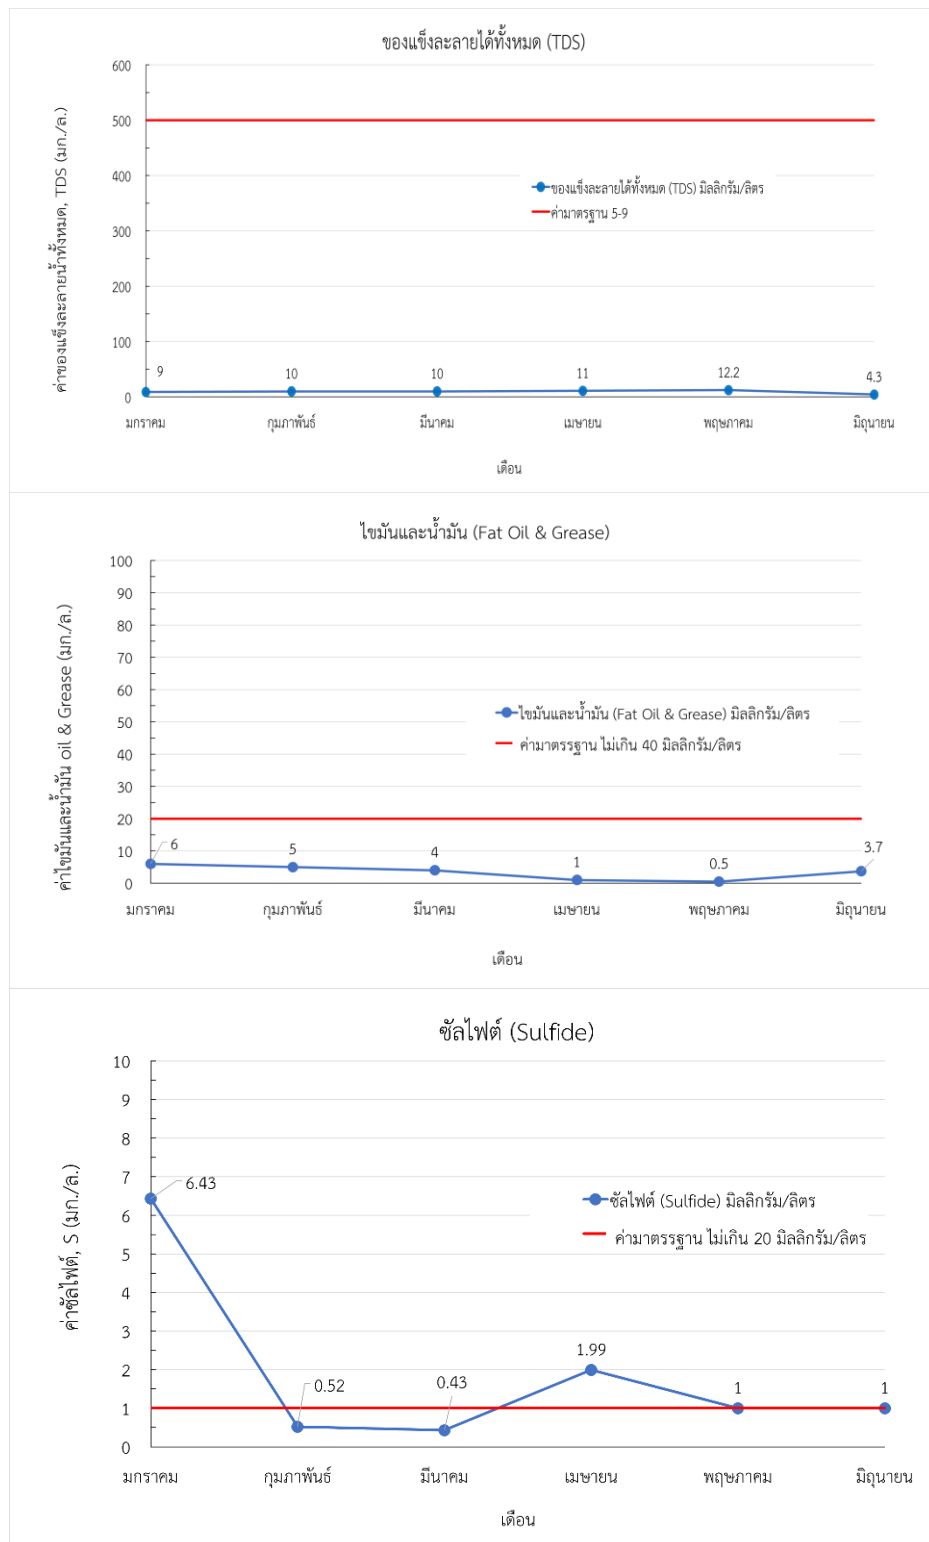 ของแข็งละลายได้ทั้งหมด (TDS)
600
500
400
300
200
100
0
ค่าของแข็งละลายน้ำทั้งหมด, TDS (มก./ล.)
ของแข็งละลายได้ทั้งหมด (TDS) มิลลิกรัม/ลิตร
ค่ามาตรฐาน 5-9
9 10 10 11 12.2 4.3
มกราคม กุมภาพันธ์ มีนาคม เมษายน พฤษภาคม มิถุนายน
เดือน
ไขมันและน้ำมัน (Fat Oil & Grease)
100
90
80
70
60
50
40
30
20
10
0
ค่าไขมันและน้ำมัน oil & Grease (มก./ล.)
ไขมันและน้ำมัน (Fat Oil & Grease) มิลลิกรัม/ลิตร
ค่ามาตรรฐาน ไม่เกิน 40 มิลลิกรัม/ลิตร
6 5 4 1 0.5 3.7
มกราคม กุมภาพันธ์ มีนาคม เมษายน พฤษภาคม มิถุนายน
เดือน
ซัลไฟต์ (Sulfide)
10
9
8
7
6
5
4
3
2
1
0
ค่าซัลไฟต์, S (มก./ล.)
ซัลไฟต์ (Sulfide) มิลลิกรัม/ลิตร
ค่ามาตรรฐาน ไม่เกิน 20 มิลลิกรัม/ลิตร
6.43 0.52 0.43 1.99 1 1
มกราคม กุมภาพันธ์ มีนาคม เมษายน พฤษภาคม มิถุนายน
เดือน